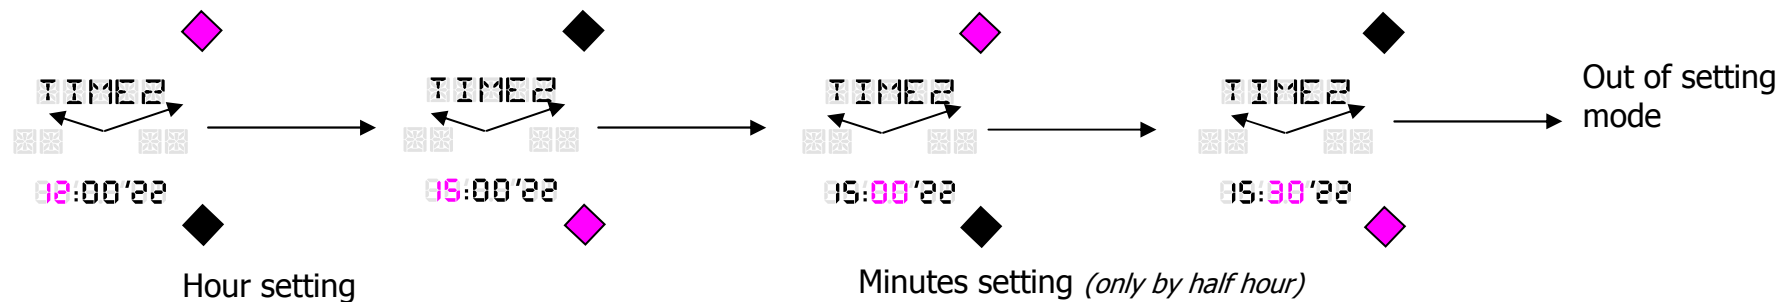 TIME2
12:00'22
TIME2
15:00'22
TIME2
15:00'22
TIME2
15:30'22
Out of setting
mode
Hour setting
Minutes setting (only by half hour)